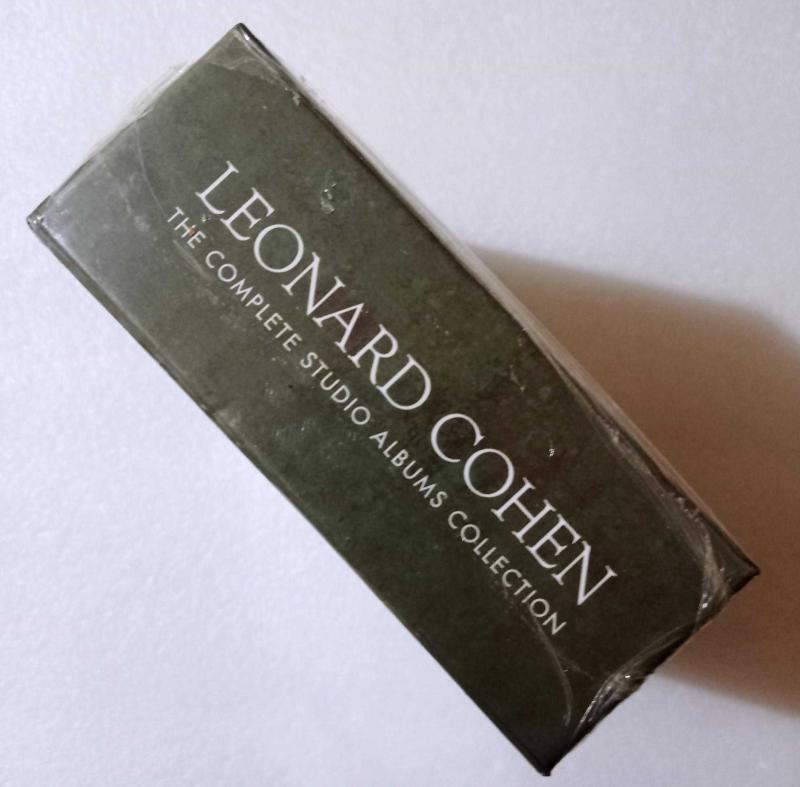 LEONARD COHEN
THE COMPLETE STUDIO ALBUMS COLLECTION